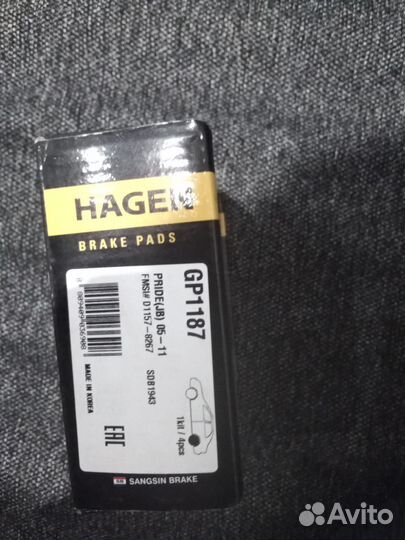 HAGEN
BRAKE PADS
GP1187
PRIDE(JB) 05-11
FMSI# D1157-8267
SDB1943
1kit / 4pcs
MADE IN KOREA
EAC
SANGSIN BRAKE
Avito